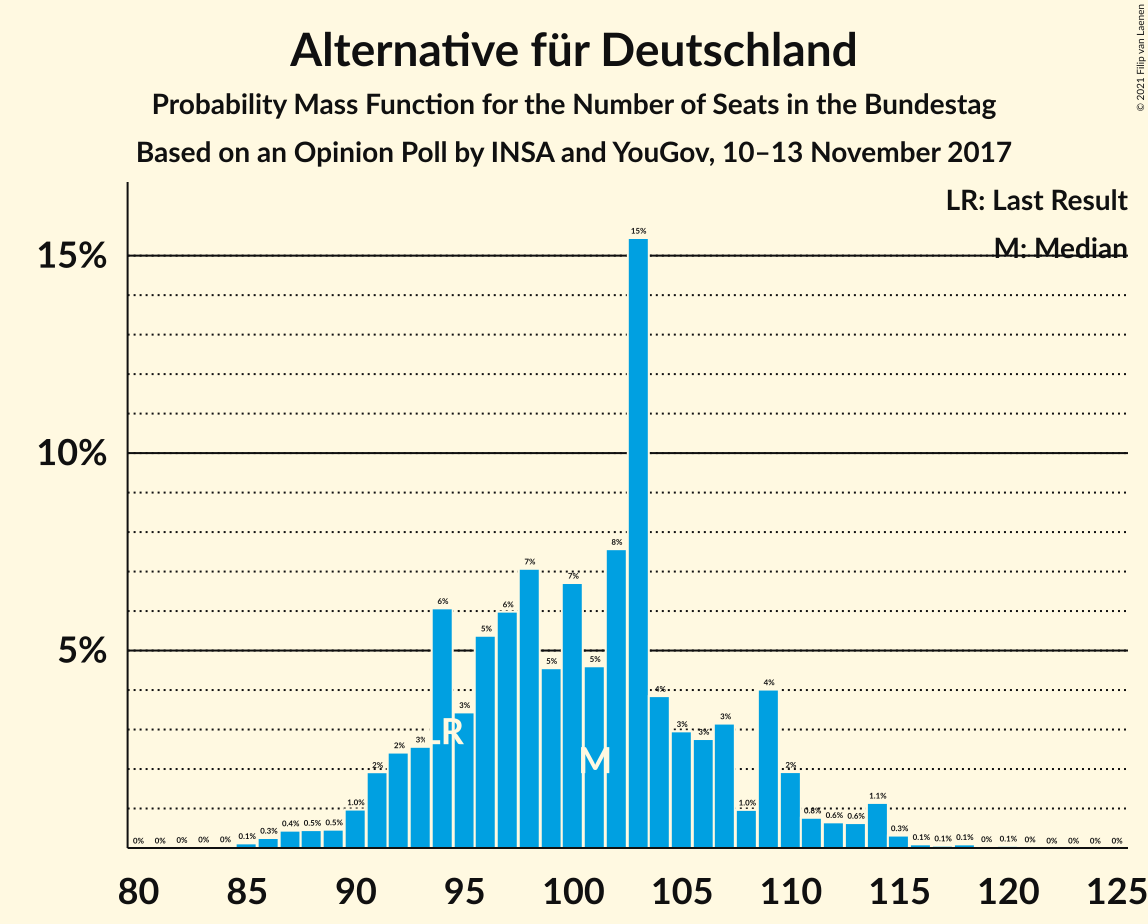 Alternative für Deutschland
Probability Mass Function for the Number of Seats in the Bundestag
Based on an Opinion Poll by INSA and YouGov, 10–13 November 2017
© 2021 Filip van Laenen
LR: Last Result
M: Median
15%
10%
5%
0% 0% 0% 0% 0% 0.1% 0.3% 0.4% 0.5% 0.5% 1.0% 2% 2% 3% 6% 3% 5% 6% 7% 5% 7% 5% 8% 15% 4% 3% 3% 3% 1.0% 4% 2% 0.8% 0.6% 0.6% 1.1% 0.3% 0.1% 0.1% 0.1% 0% 0.1% 0% 0% 0% 0% 0%
LR
M
80 85 90 95 100 105 110 115 120 125